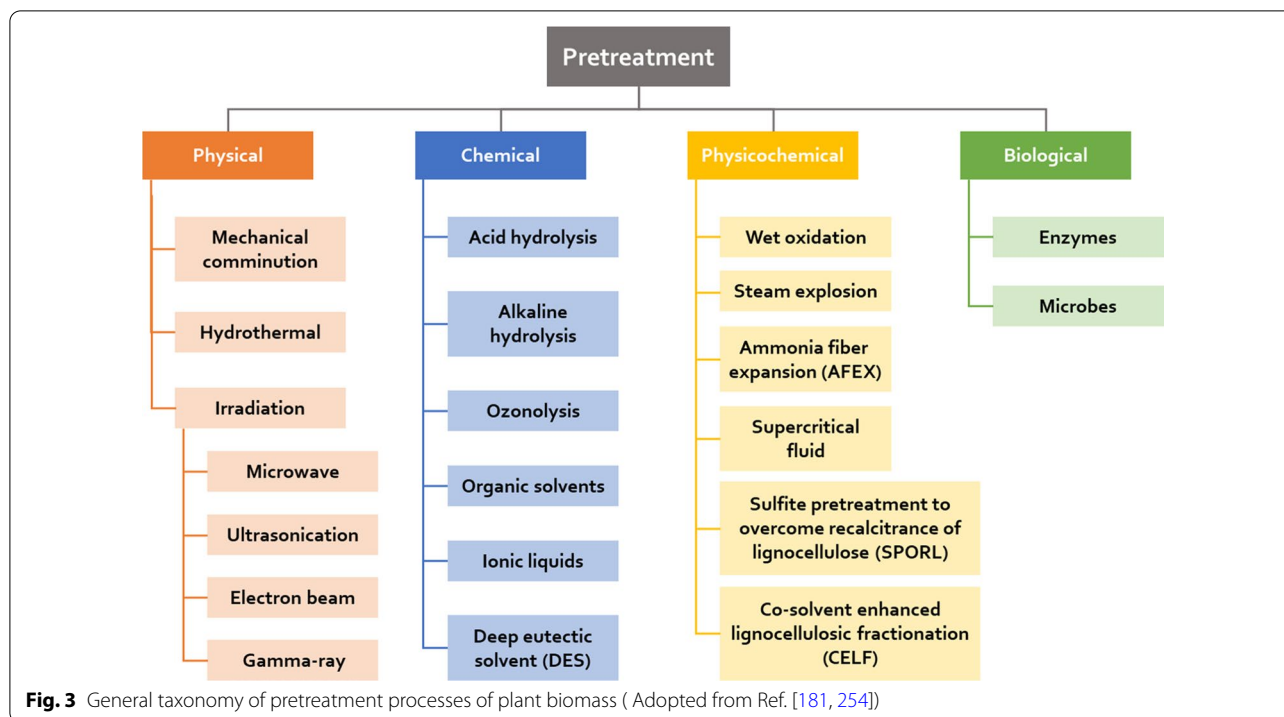 Pretreatment
Physical
Mechanical
comminution
Hydrothermal
Irradiation
Microwave
Ultrasonication
Electron beam
Gamma-ray
Chemical
Acid hydrolysis
Alkaline
hydrolysis
Ozonolysis
Organic solvents
Ionic liquids
Deep eutectic
solvent (DES)
Physicochemical
Wet oxidation
Steam explosion
Ammonia fiber
expansion (AFEX)
Supercritical
fluid
Sulfite pretreatment to
overcome recalcitrance of
lignocellulose (SPORL)
Co-solvent enhanced
lignocellulosic fractionation
(CELF)
Biological
Enzymes
Microbes
Fig. 3 General taxonomy of pretreatment processes of plant biomass ( Adopted from Ref. [181, 254])